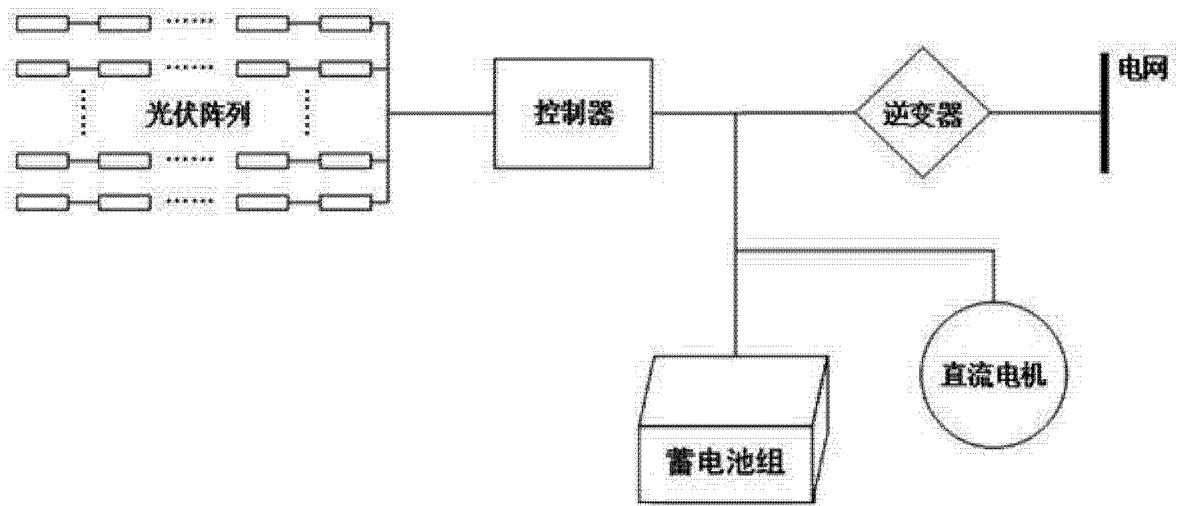 电网
光伏阵列
控制器
逆变器
直流电机
蓄电池组